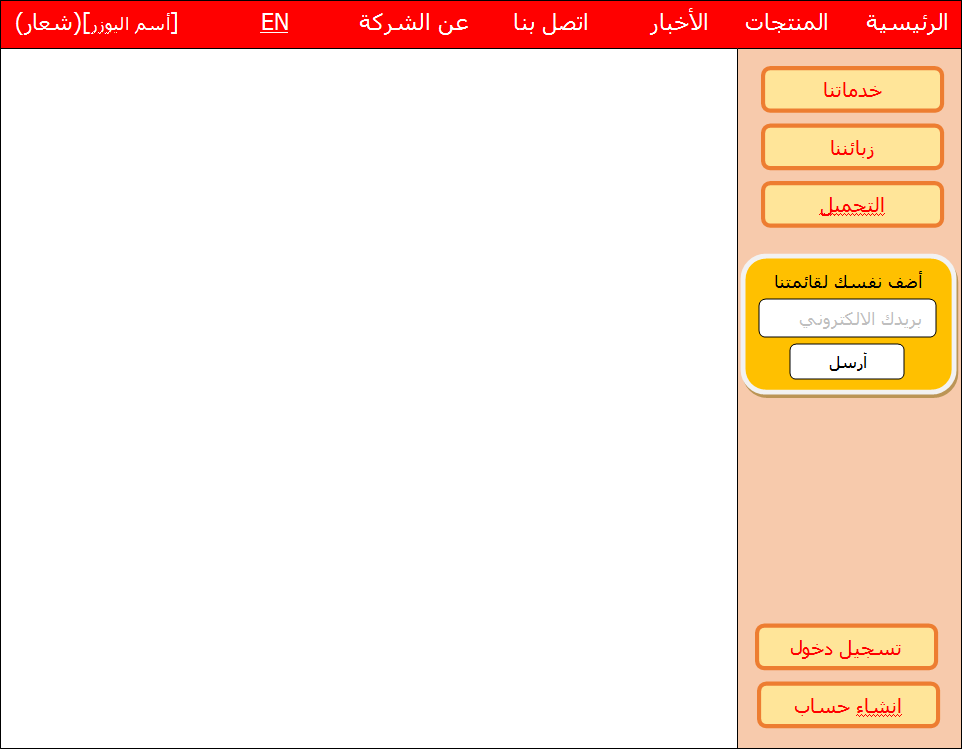 الرئيسية المنتجات الأخبار اتصل بنا عن الشركة EN [أسم اليوزر](شعار)
خدماتنا
زبائننا
التحميل
أضف نفسك لقائمتنا
بريدك الالكتروني
أرسل
تسجيل دخول
انشاء حساب